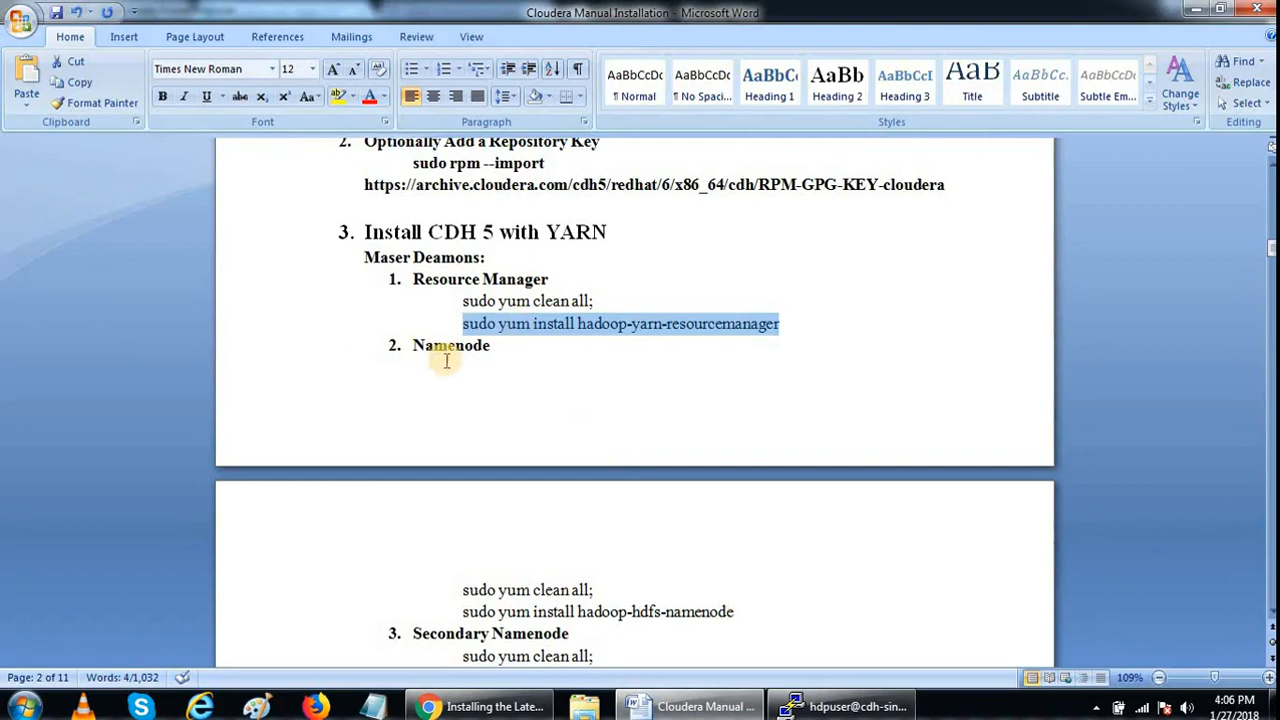 Cloudera Manual Installation - Microsoft Word
Home Insert Page Layout References Mailings Review View
Paste
Cut
Copy
Format Painter
Clipboard
Times New Roman 12
Font
Paragraph
AaBbCcDc AaBbCcDc AaBbC( AaBb AaBbCcI AaB AaBbCc. AaBbCcDc
¶ Normal ¶ No Spaci... Heading 1 Heading 2 Heading 3 Title Subtitle Subtle Em...
Change Styles
Styles
Find
Replace
Select
Editing
2. Optionally Add a Repository Key
sudo rpm --import
https://archive.cloudera.com/cdh5/redhat/6/x86_64/cdh/RPM-GPG-KEY-cloudera
3. Install CDH 5 with YARN
Maser Deamons:
1. Resource Manager
sudo yum clean all;
sudo yum install hadoop-yarn-resourcemanager
2. Namenode
sudo yum clean all;
sudo yum install hadoop-hdfs-namenode
3. Secondary Namenode
sudo yum clean all;
Page: 2 of 11 Words: 4/1,032 109%
Installing the Late... Cloudera Manual ... hdpuser@cdh-sin...
4:06 PM
1/27/2018